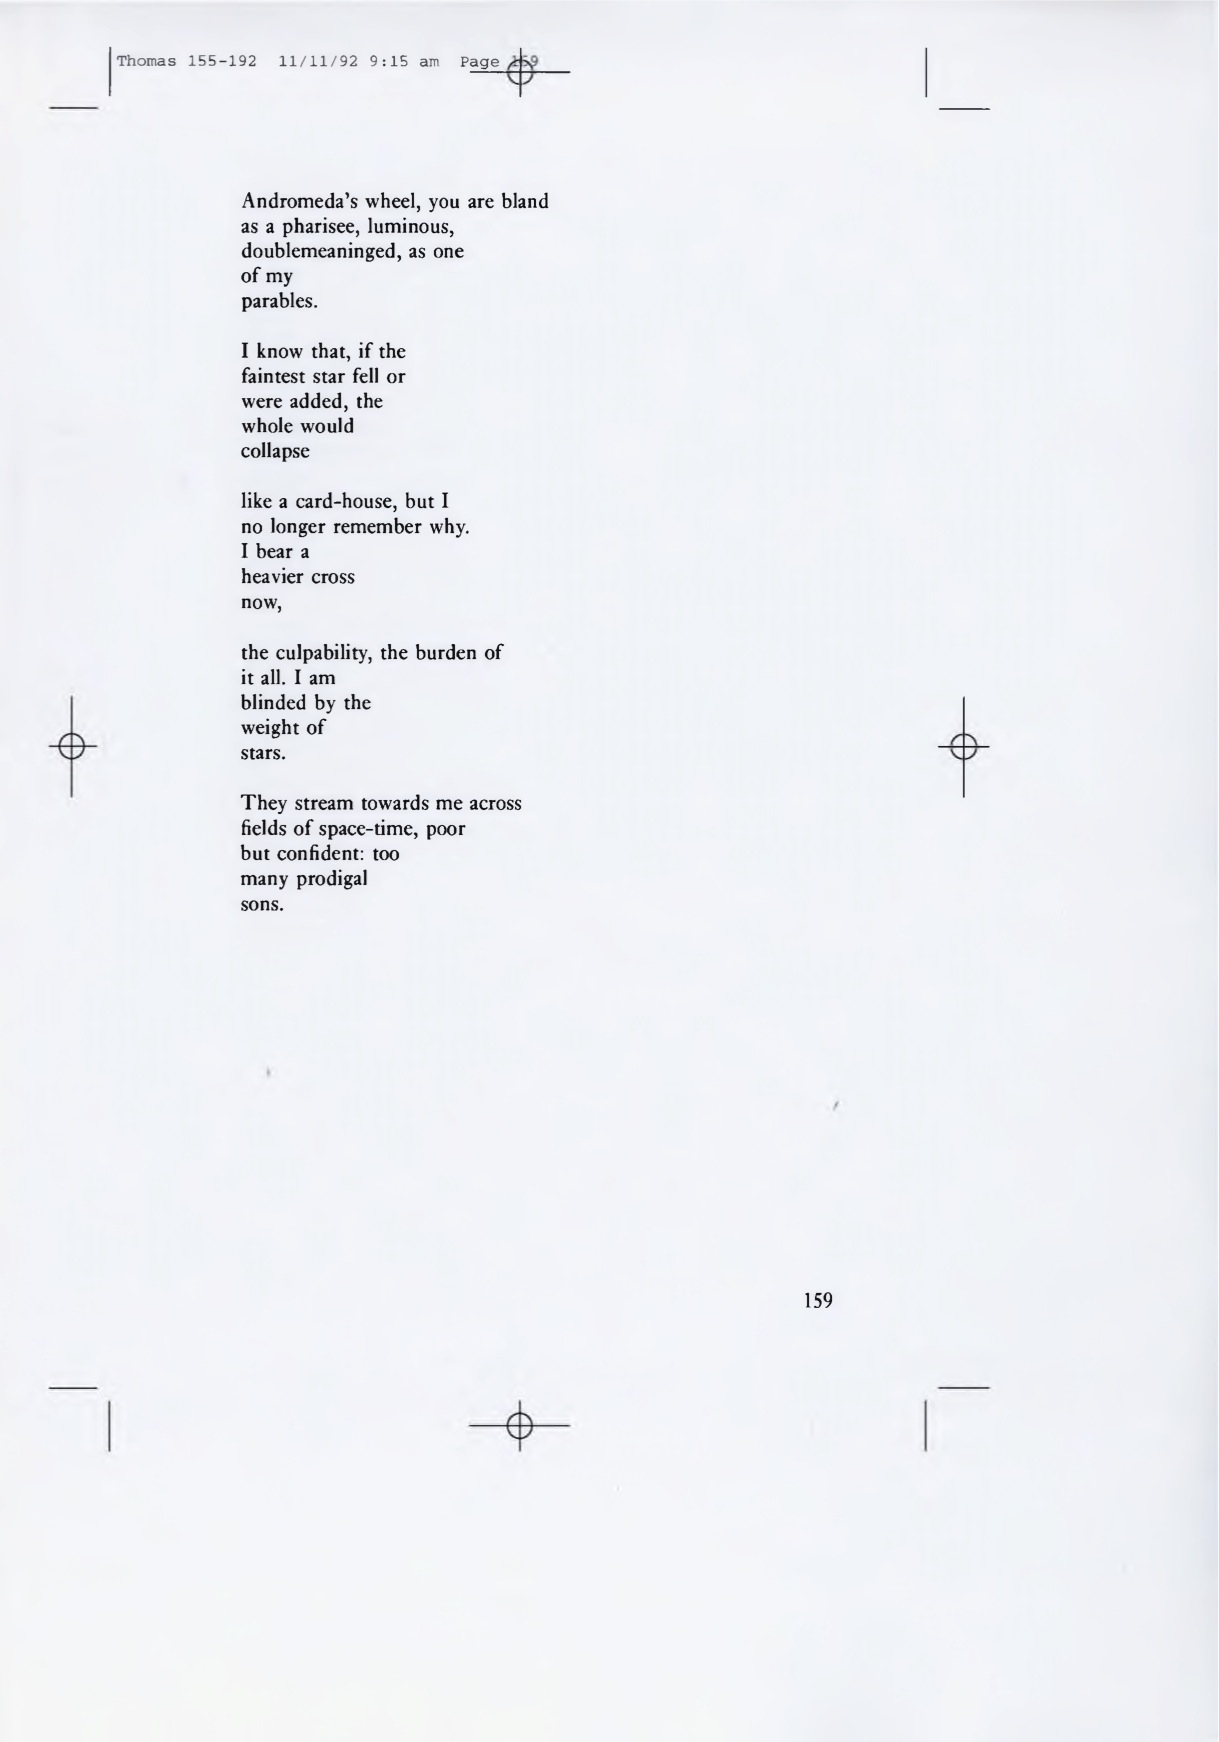 Thomas 155-192 11/11/92 9:15 am Page 159
Andromeda's wheel, you are bland
as a pharisee, luminous,
doublemeaninged, as one
of my
parables.
I know that, if the
faintest star fell or
were added, the
whole would
collapse
like a card-house, but I
no longer remember why.
I bear a
heavier cross
now,
the culpability, the burden of
it all. I am
blinded by the
weight of
stars.
They stream towards me across
fields of space-time, poor
but confident: too
many prodigal
sons.
159